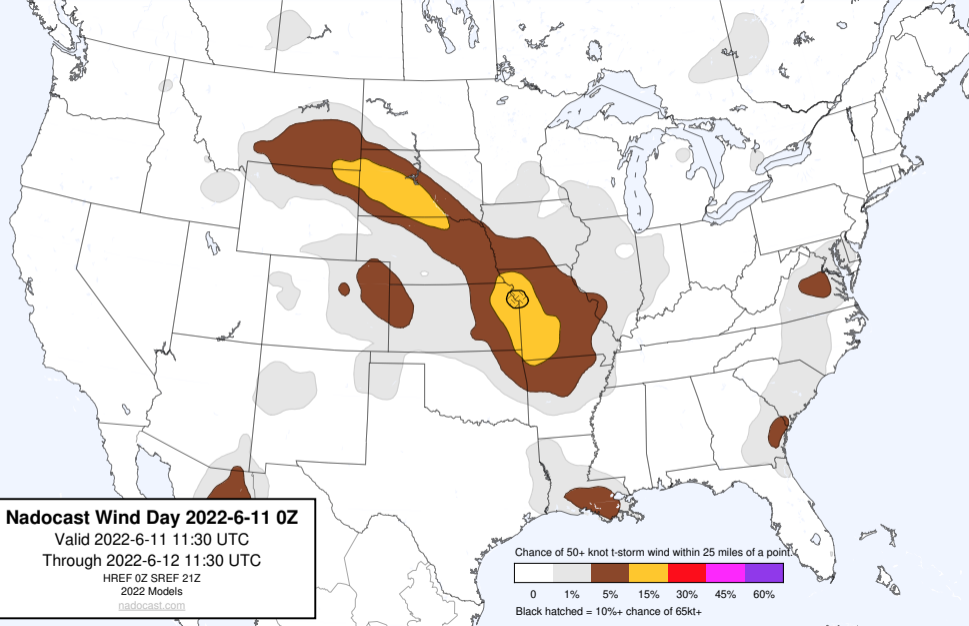 Nadocast Wind Day 2022-6-11 0Z
Valid 2022-6-11 11:30 UTC
Through 2022-6-12 11:30 UTC
HREF 0Z SREF 21Z
2022 Models
nadocast.com
Chance of 50+ knot t-storm wind within 25 miles of a point.
0 1% 5% 15% 30% 45% 60%
Black hatched = 10%+ chance of 65kt+